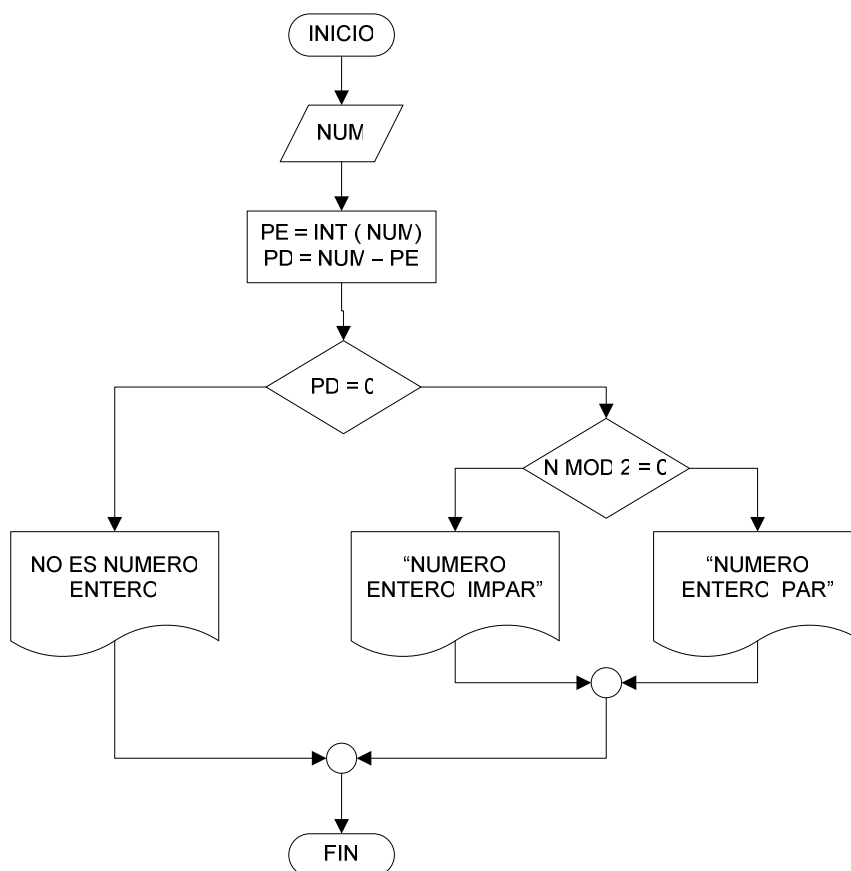 INICIO
NUM
PE = INT ( NUM)
PD = NUM – PE
PD = 0
N MOD 2 = 0
NO ES NUMERO
ENTERO
“NUMERO
ENTERO IMPAR”
“NUMERO
ENTERO PAR”
FIN